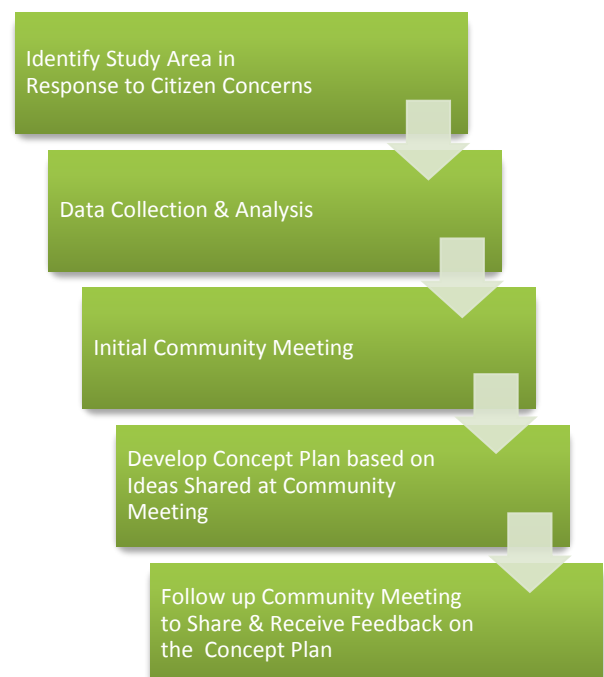 Identify Study Area in
Response to Citizen Concerns
Data Collection & Analysis
Initial Community Meeting
Develop Concept Plan based on
Ideas Shared at Community
Meeting
Follow up Community Meeting
to Share & Receive Feedback on
the  Concept Plan